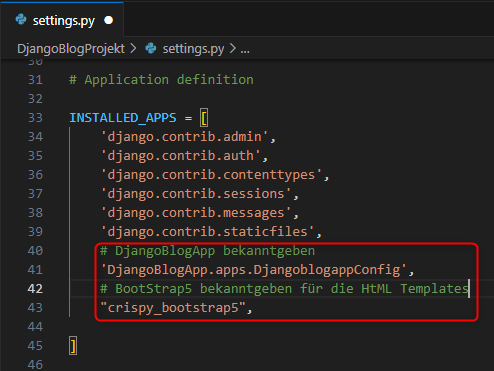 settings.py
DjangoBlogProjekt > settings.py > ...
30
31 # Application definition
32
33 INSTALLED_APPS = [
34 'django.contrib.admin',
35 'django.contrib.auth',
36 'django.contrib.contenttypes',
37 'django.contrib.sessions',
38 'django.contrib.messages',
39 'django.contrib.staticfiles',
40 # DjangoBlogApp bekanntgeben
41 'DjangoBlogApp.apps.DjangoblogappConfig',
42 # BootStrap5 bekanntgeben für die HtML Templates
43 "crispy_bootstrap5",
44
45 ]
46